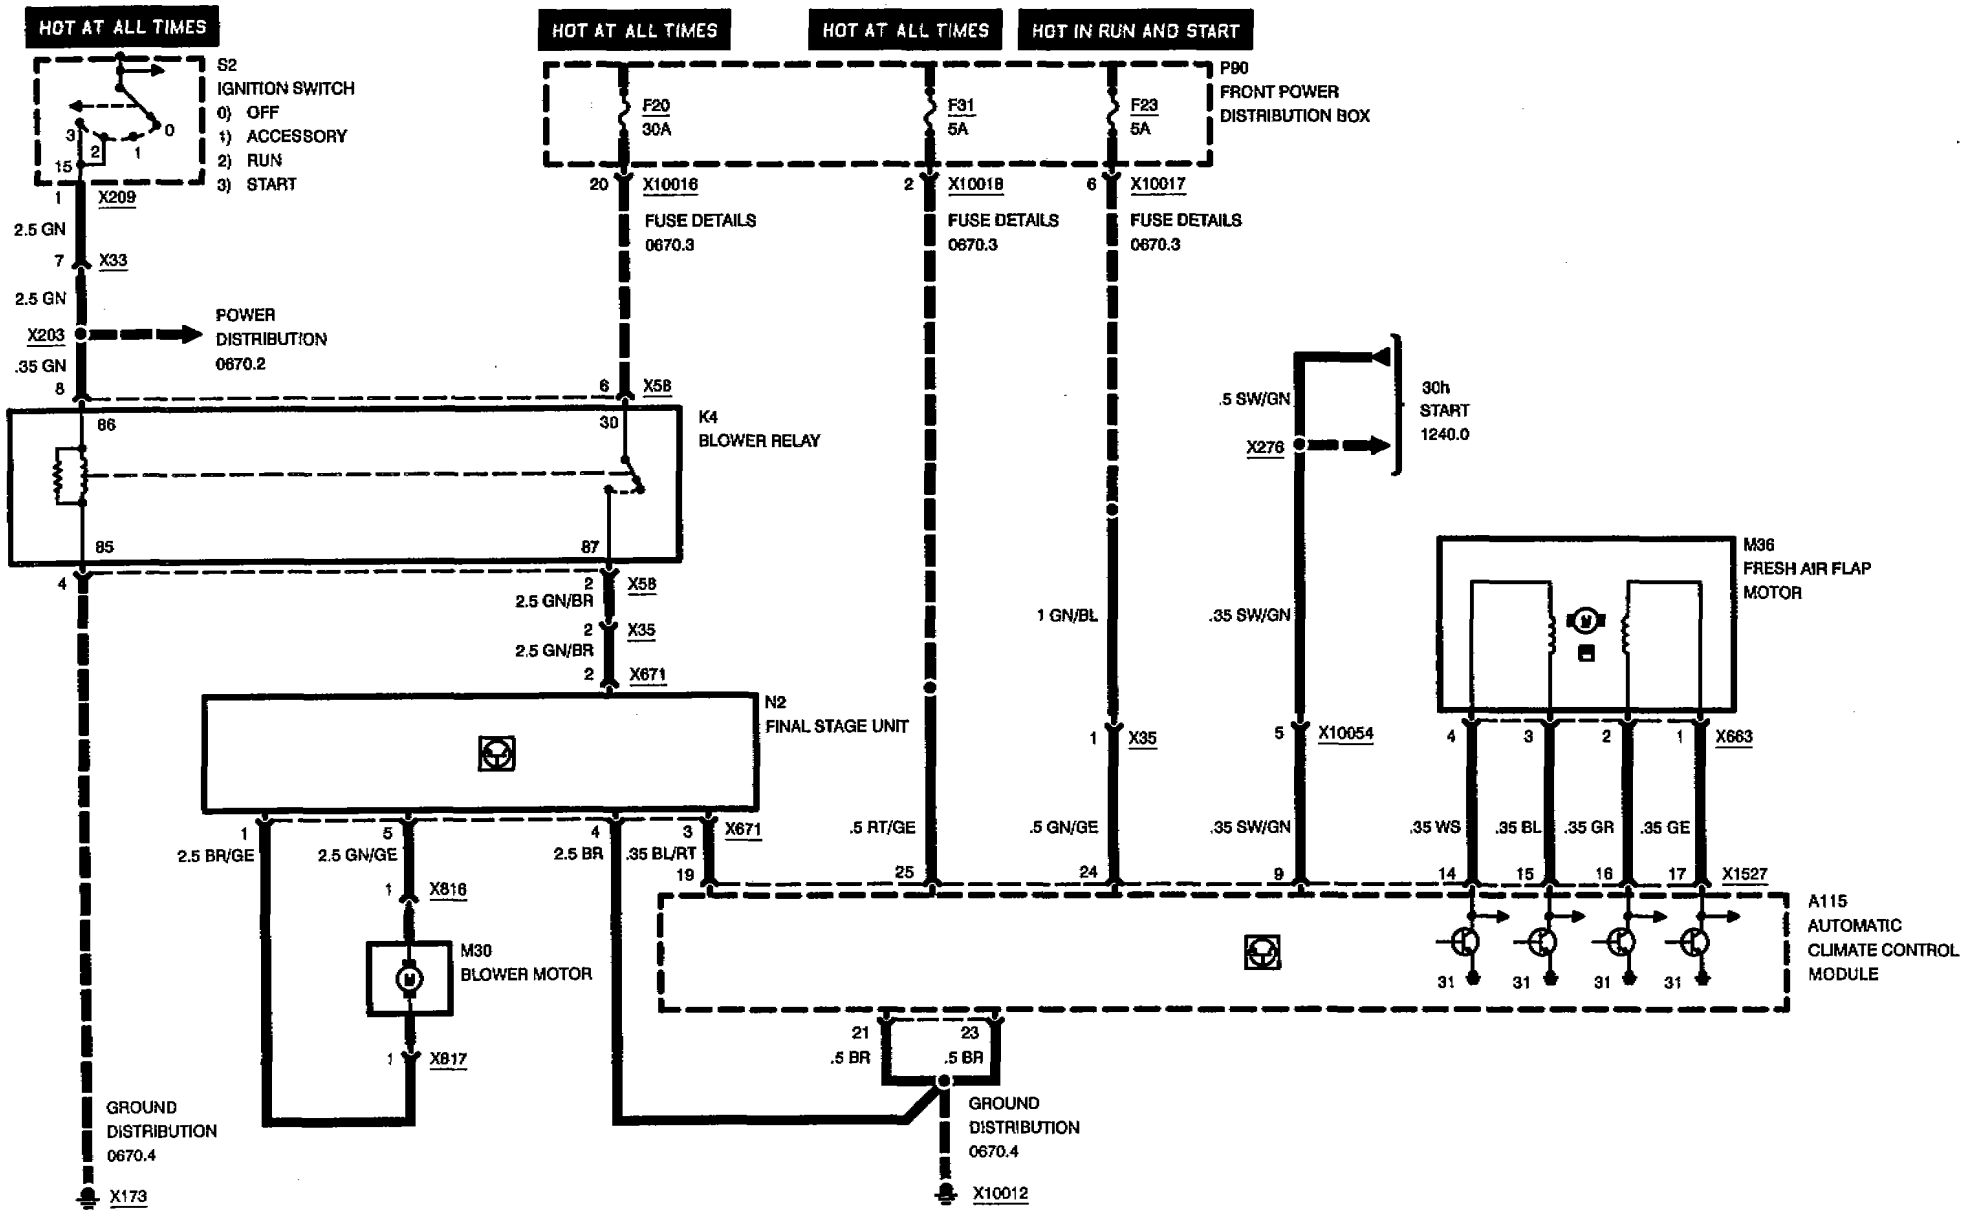 HOT AT ALL TIMES
HOT AT ALL TIMES
HOT AT ALL TIMES
HOT IN RUN AND START
S2
IGNITION SWITCH
0) OFF
1) ACCESSORY
2) RUN
3) START
3
2
1
0
15
1
X209
2.5 GN
7
X33
2.5 GN
X203
POWER
DISTRIBUTION
0670.2
.35 GN
8
P90
FRONT POWER
DISTRIBUTION BOX
F20
30A
F31
5A
F23
5A
20
X10016
FUSE DETAILS
0670.3
2
X10018
FUSE DETAILS
0670.3
6
X10017
FUSE DETAILS
0670.3
6
X58
86
30
K4
BLOWER RELAY
85
87
4
2
X58
2.5 GN/BR
2
X35
2.5 GN/BR
2
X671
.5 SW/GN
X276
30h
START
1240.0
1 GN/BL
.35 SW/GN
M36
FRESH AIR FLAP
MOTOR
M
N2
FINAL STAGE UNIT
1
X35
5
X10054
4
3
2
1
X663
1
5
4
3
X671
2.5 BR/GE
2.5 GN/GE
2.5 BR
.35 BL/RT
.5 RT/GE
.5 GN/GE
.35 SW/GN
.35 WS
.35 BL
.35 GR
.35 GE
19
25
24
9
14
15
16
17
X1527
1
X816
M30
BLOWER MOTOR
M
1
X817
A115
AUTOMATIC
CLIMATE CONTROL
MODULE
31
31
31
31
21
23
.5 BR
.5 BR
GROUND
DISTRIBUTION
0670.4
X173
GROUND
DISTRIBUTION
0670.4
X10012